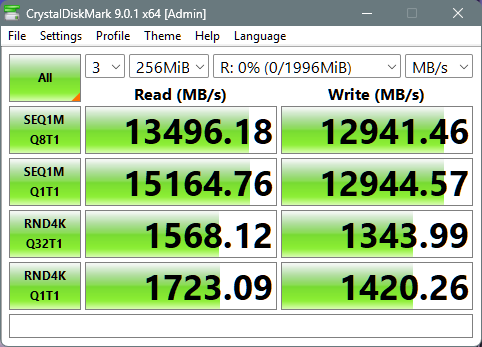 CrystalDiskMark 9.0.1 x64 [Admin]
File Settings Profile Theme Help Language
All 3 256MiB R: 0% (0/1996MiB) MB/s
Read (MB/s) Write (MB/s)
SEQ1M
Q8T1 13496.18 12941.46
SEQ1M
Q1T1 15164.76 12944.57
RND4K
Q32T1 1568.12 1343.99
RND4K
Q1T1 1723.09 1420.26